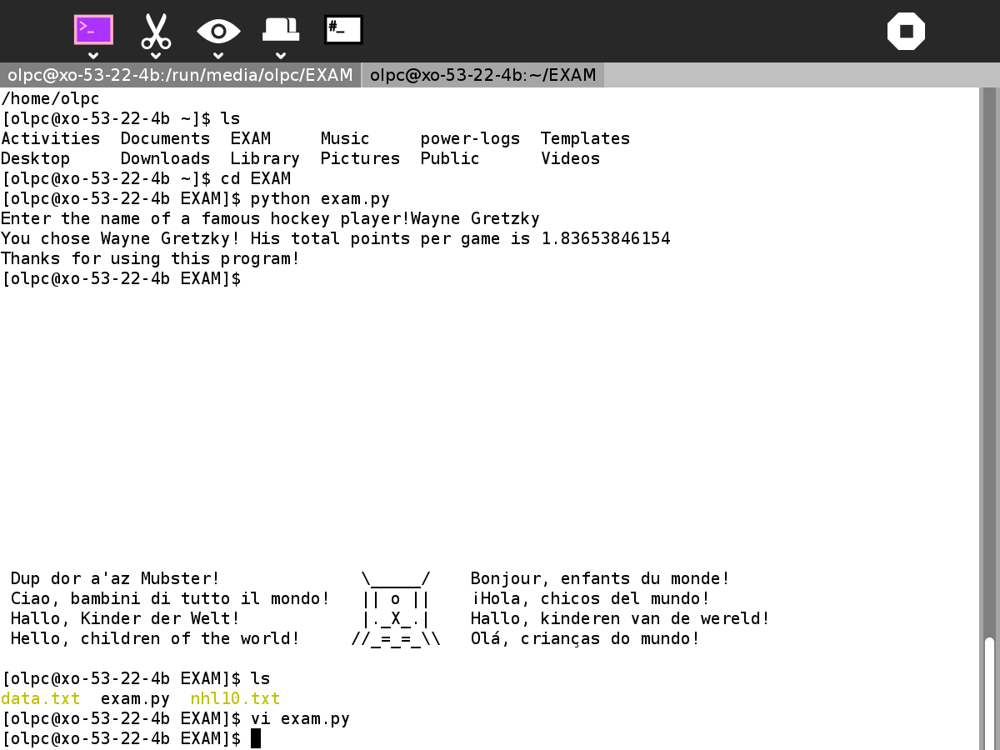 >_
#_
olpc@xo-53-22-4b:/run/media/olpc/EXAM olpc@xo-53-22-4b:~/EXAM
/home/olpc
[olpc@xo-53-22-4b ~]$ ls
Activities  Documents  EXAM     Music     power-logs  Templates
Desktop     Downloads  Library  Pictures  Public      Videos
[olpc@xo-53-22-4b ~]$ cd EXAM
[olpc@xo-53-22-4b EXAM]$ python exam.py
Enter the name of a famous hockey player!Wayne Gretzky
You chose Wayne Gretzky! His total points per game is 1.83653846154
Thanks for using this program!
[olpc@xo-53-22-4b EXAM]$
 Dup dor a'az Mubster!              \_____/    Bonjour, enfants du monde!
 Ciao, bambini di tutto il mondo!   || o ||    ¡Hola, chicos del mundo!
 Hallo, Kinder der Welt!            |._X_.|    Hallo, kinderen van de wereld!
 Hello, children of the world!     //_=_=_\\   Olá, crianças do mundo!
[olpc@xo-53-22-4b EXAM]$ ls
data.txt  exam.py  nhl10.txt
[olpc@xo-53-22-4b EXAM]$ vi exam.py
[olpc@xo-53-22-4b EXAM]$